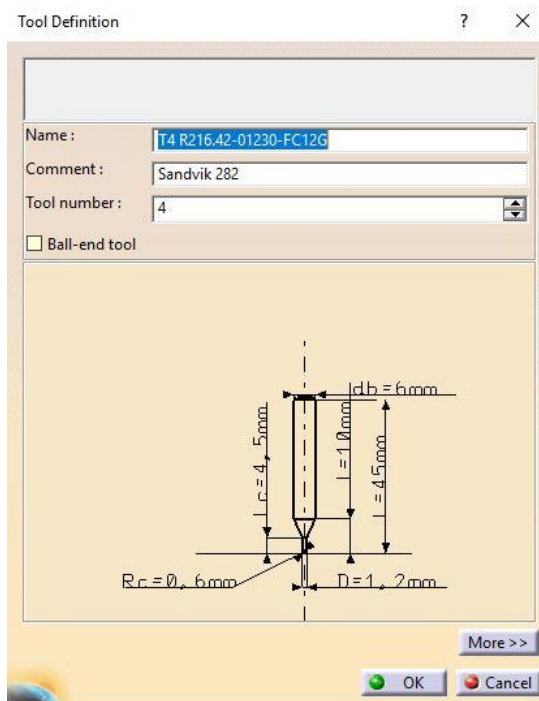 Tool Definition ? X
Name : T4 R216.42-01230-FC12G
Comment : Sandvik 282
Tool number : 4
Ball-end tool
db=6mm
Lc=4,5mm
l=10mm
L=45mm
Rc=0,6mm
D=1,2mm
More >>
OK Cancel